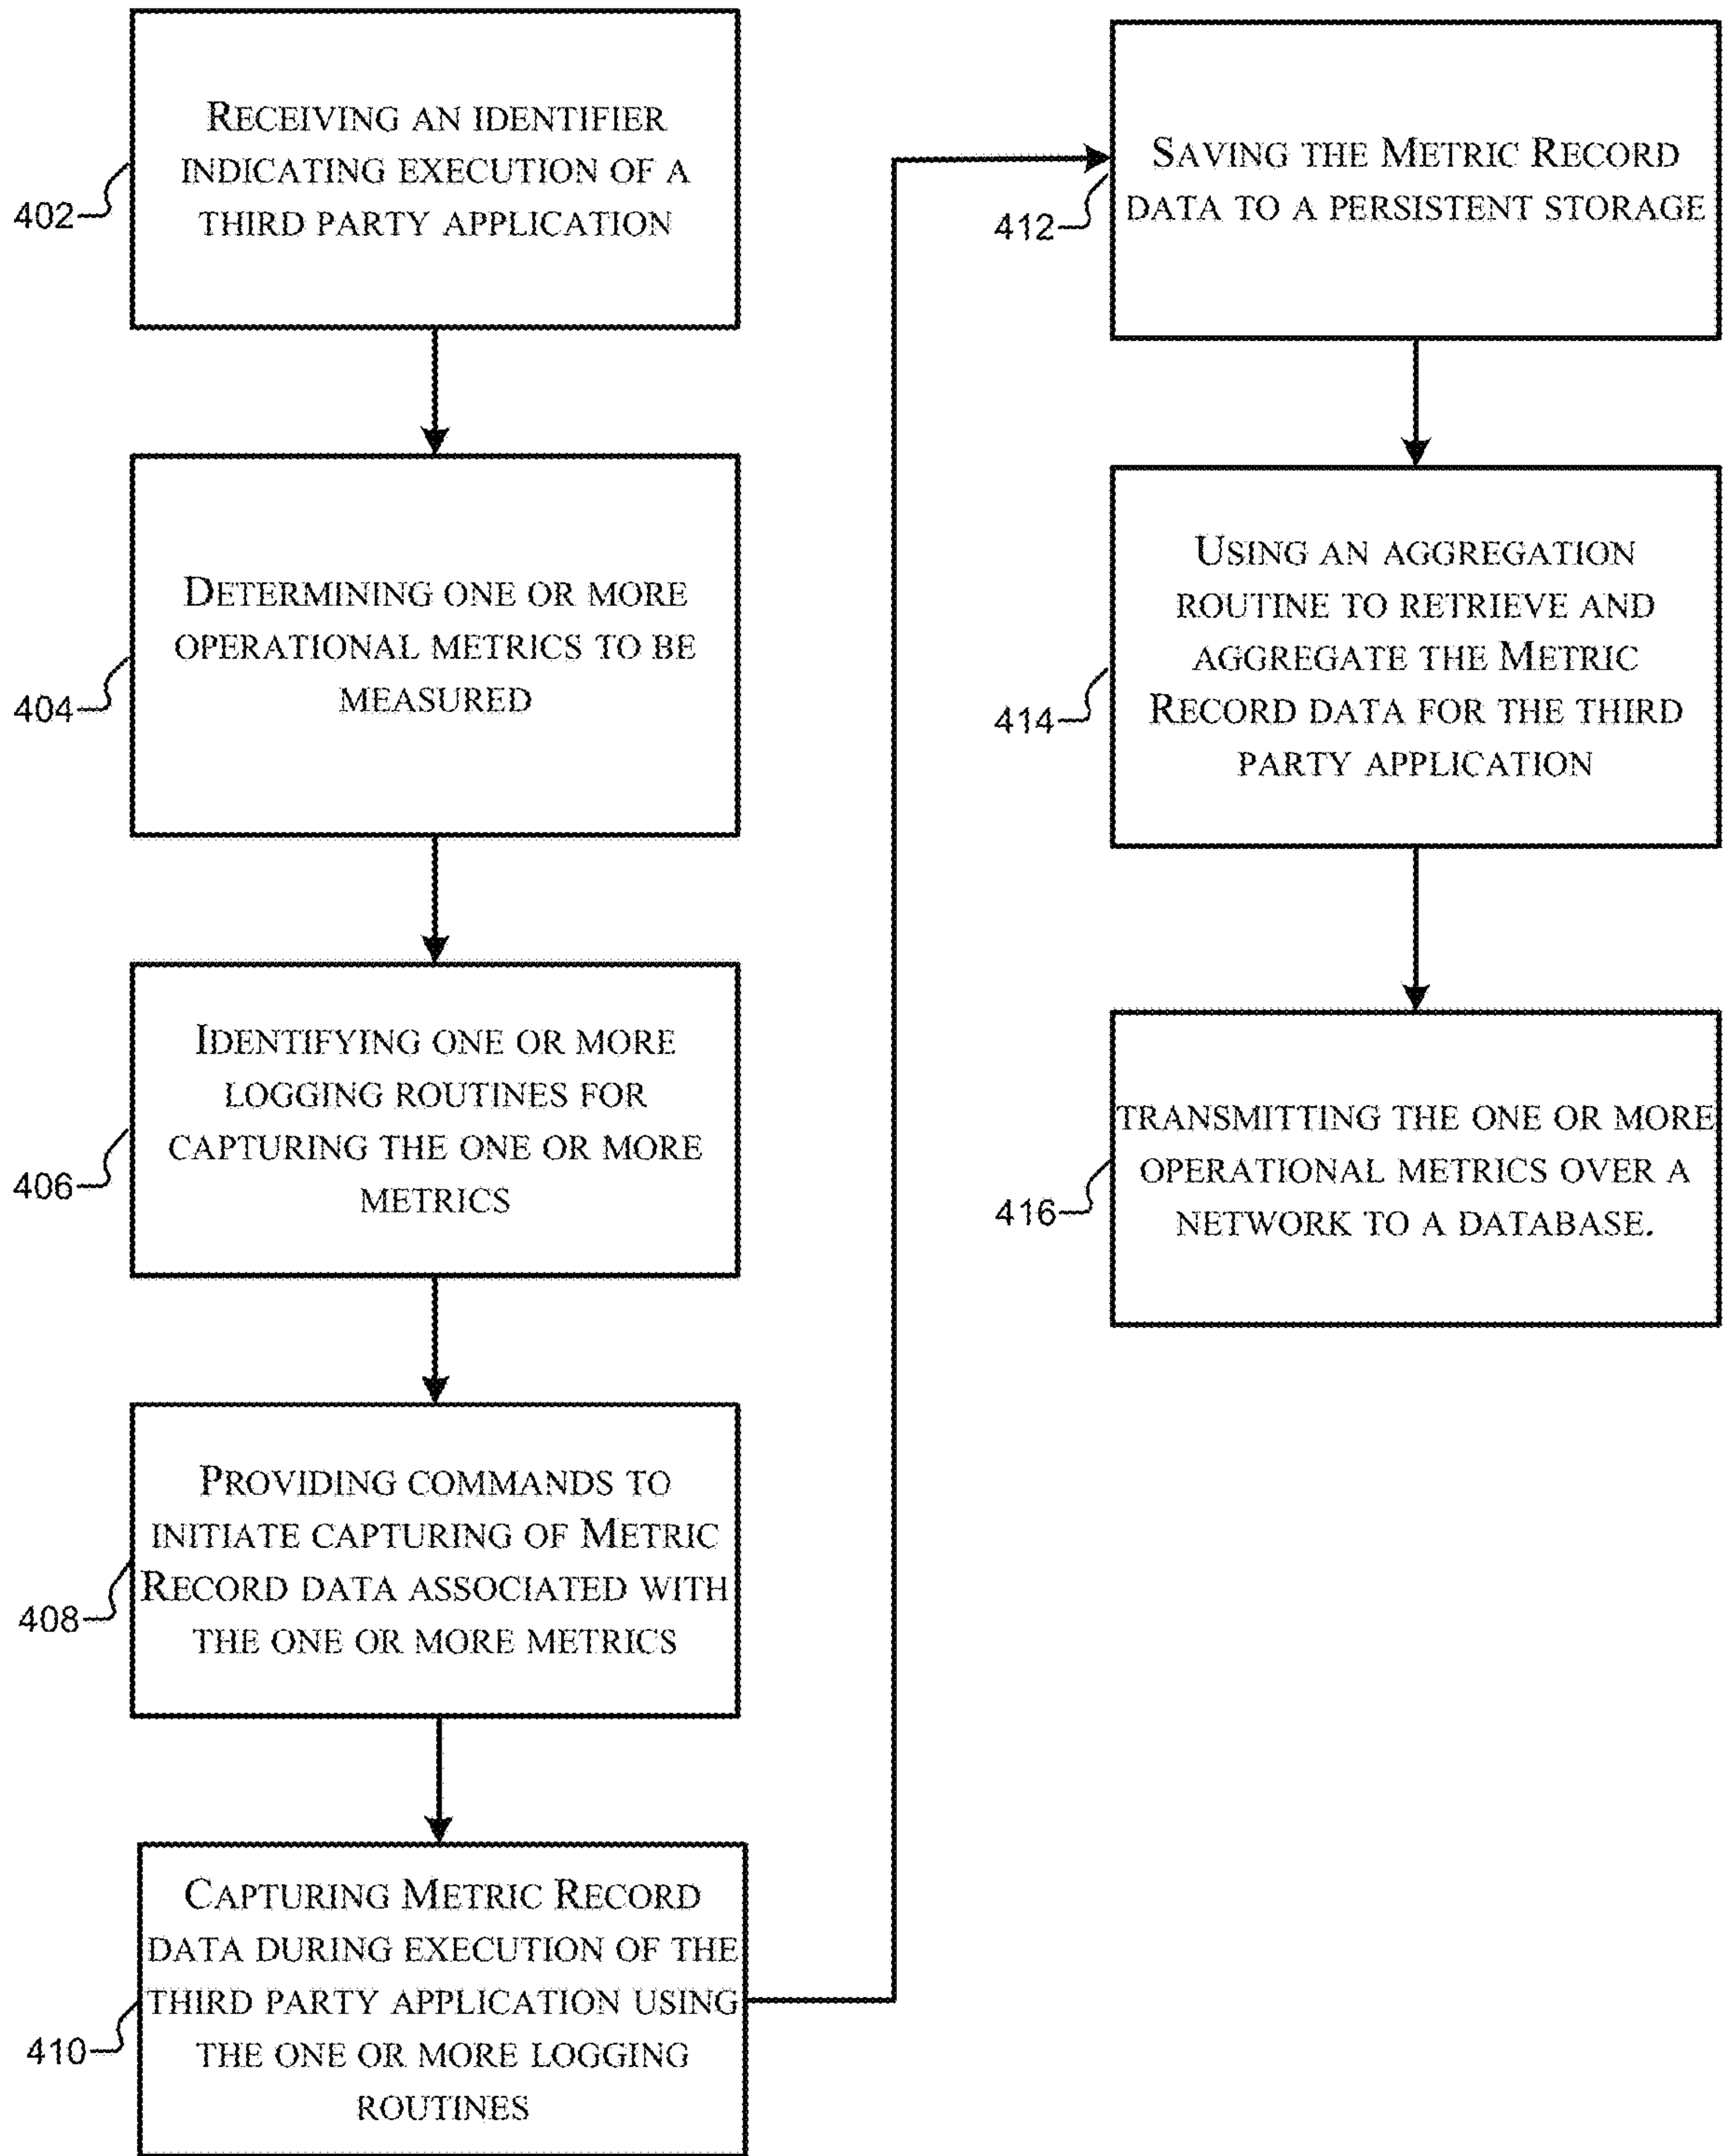 RECEIVING AN IDENTIFIER
INDICATING EXECUTION OF A
THIRD PARTY APPLICATION
402
DETERMINING ONE OR MORE
OPERATIONAL METRICS TO BE
MEASURED
404
IDENTIFYING ONE OR MORE
LOGGING ROUTINES FOR
CAPTURING THE ONE OR MORE
METRICS
406
PROVIDING COMMANDS TO
INITIATE CAPTURING OF METRIC
RECORD DATA ASSOCIATED WITH
THE ONE OR MORE METRICS
408
CAPTURING METRIC RECORD
DATA DURING EXECUTION OF THE
THIRD PARTY APPLICATION USING
THE ONE OR MORE LOGGING
ROUTINES
410
SAVING THE METRIC RECORD
DATA TO A PERSISTENT STORAGE
412
USING AN AGGREGATION
ROUTINE TO RETRIEVE AND
AGGREGATE THE METRIC
RECORD DATA FOR THE THIRD
PARTY APPLICATION
414
TRANSMITTING THE ONE OR MORE
OPERATIONAL METRICS OVER A
NETWORK TO A DATABASE.
416